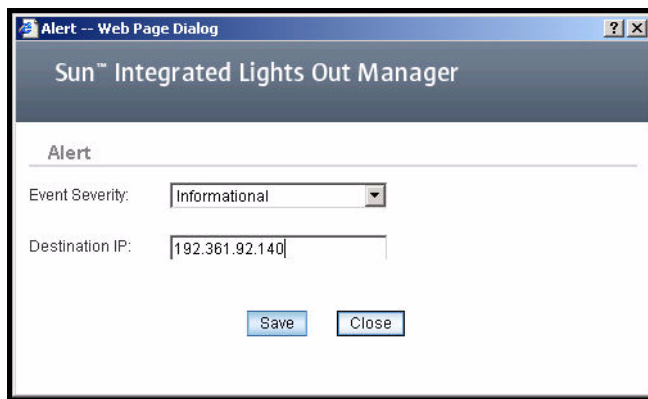 Alert -- Web Page Dialog
Sun™ Integrated Lights Out Manager
Alert
Event Severity: Informational
Destination IP: 192.361.92.140
Save Close